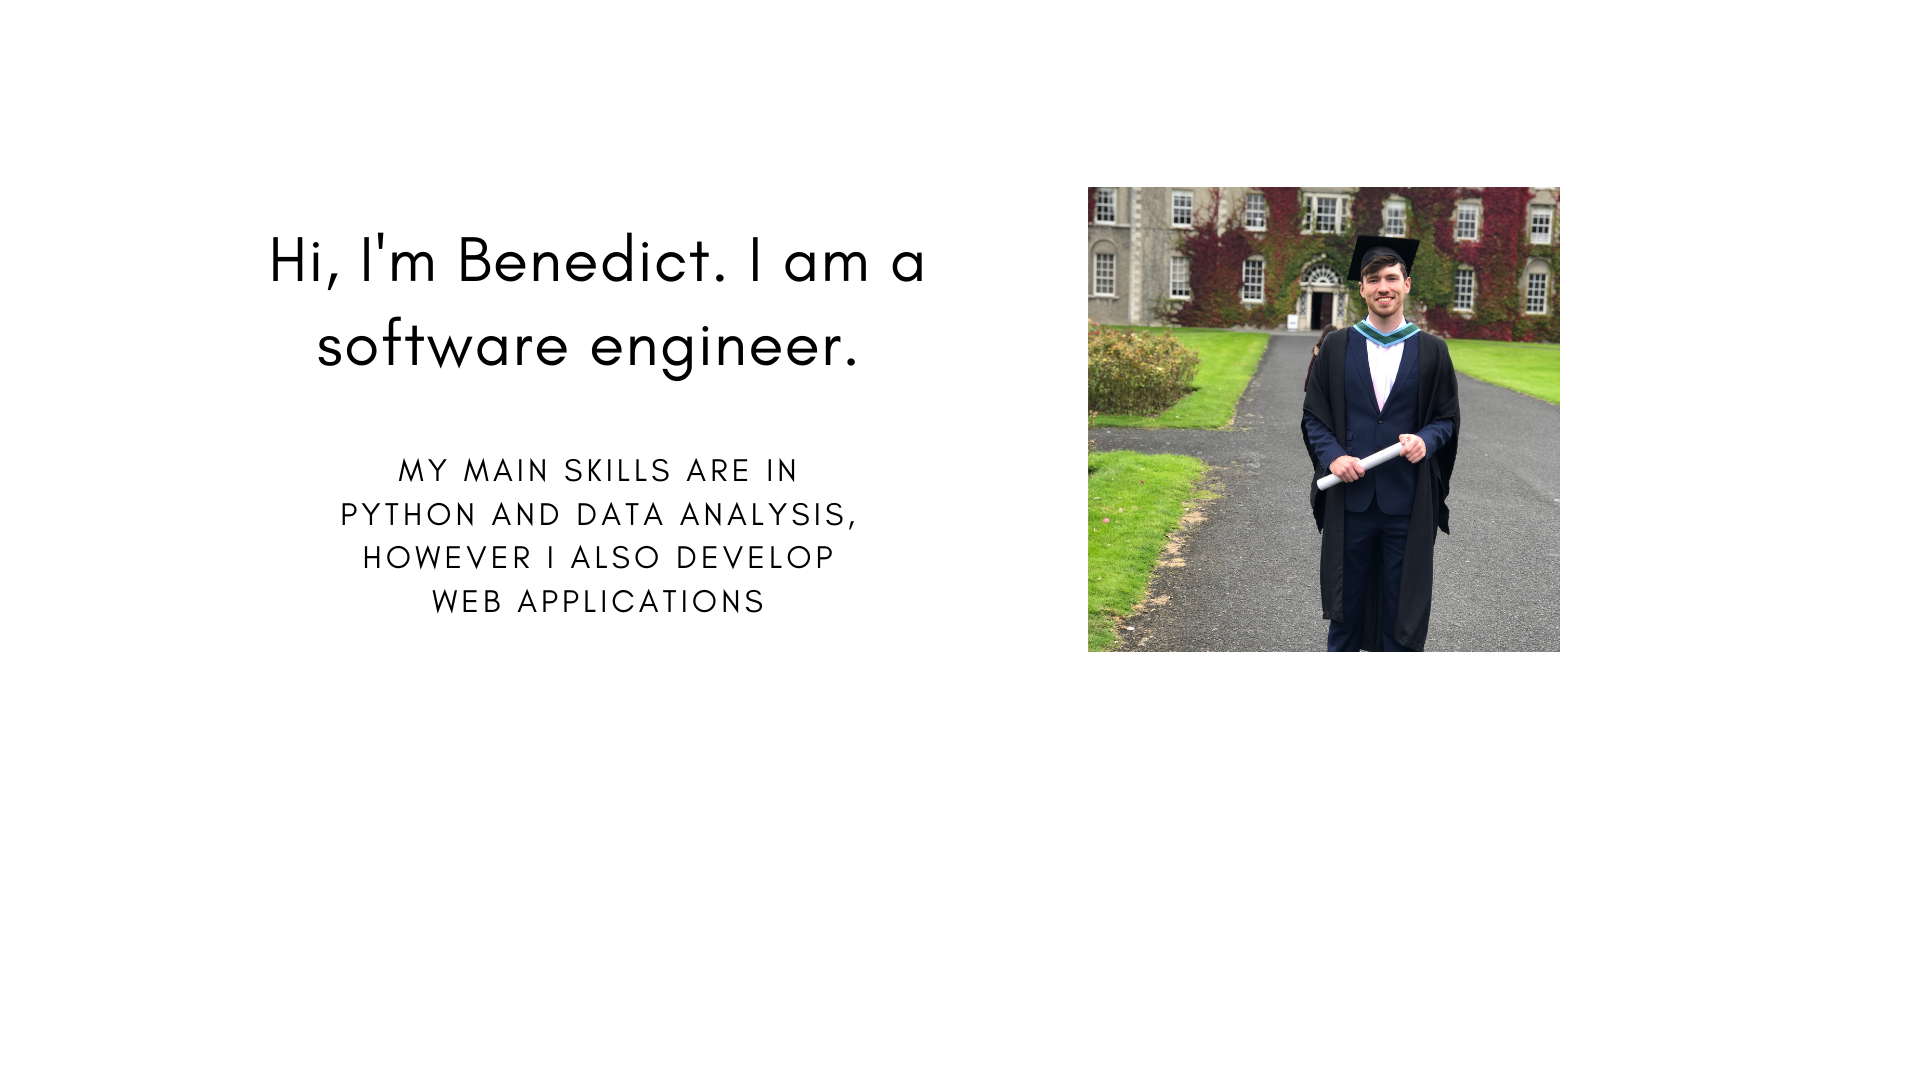 Hi, I'm Benedict. I am a
software engineer.
MY MAIN SKILLS ARE IN
PYTHON AND DATA ANALYSIS,
HOWEVER I ALSO DEVELOP
WEB APPLICATIONS